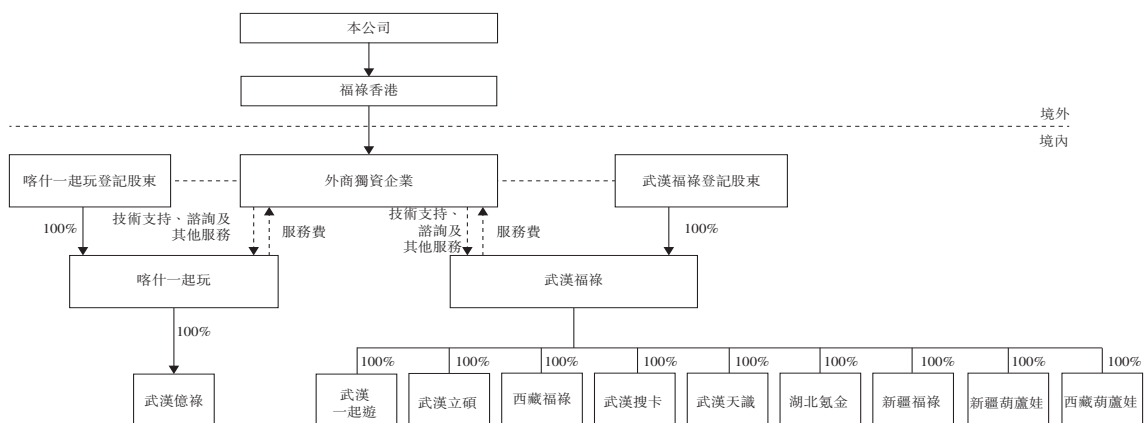 本公司
福祿香港
境外
境內
喀什一起玩登記股東
外商獨資企業
武漢福祿登記股東
100%
技術支持、諮詢及
其他服務
服務費
技術支持、
諮詢及
其他服務
服務費
100%
喀什一起玩
武漢福祿
100%
100%
100%
100%
100%
100%
100%
100%
100%
100%
武漢億祿
武漢
一起遊
武漢立碩
西藏福祿
武漢搜卡
武漢天識
湖北氪金
新疆福祿
新疆葫蘆娃
西藏葫蘆娃